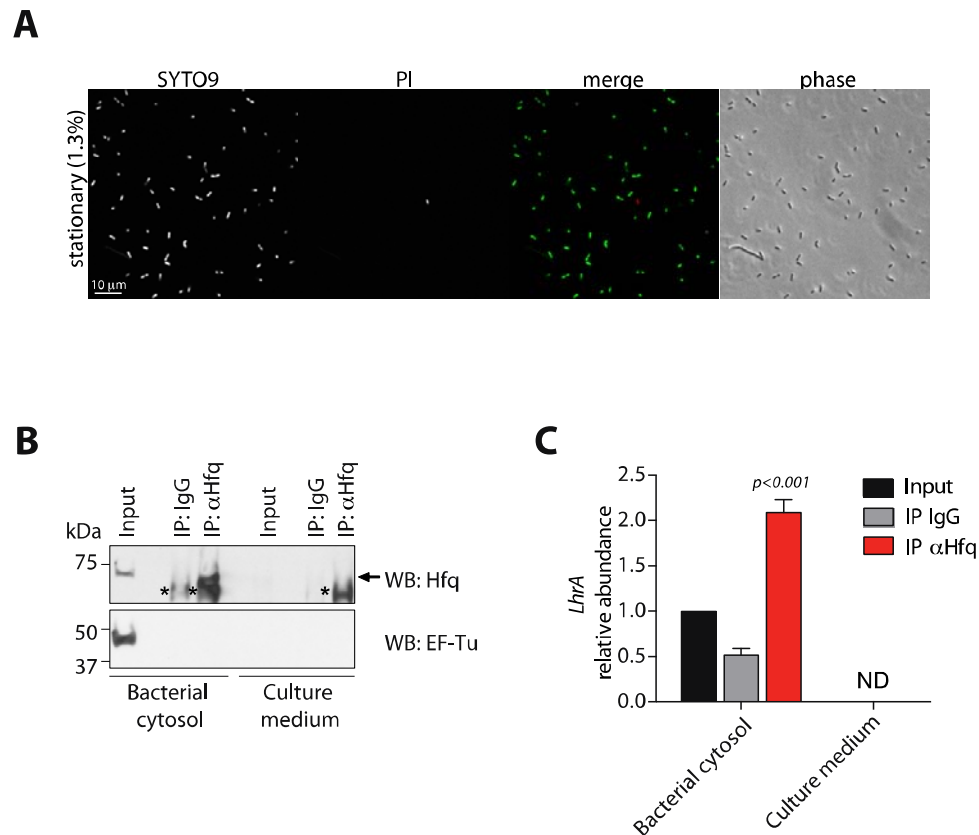 A
SYTO9 PI merge phase
stationary (1.3%)
10 μm
B
kDa
Input
IP: IgG
IP: αHfq
Input
IP: IgG
IP: αHfq
75
* * *
WB: Hfq
50
37
WB: EF-Tu
Bacterial
cytosol
Culture
medium
C
LhrA
relative abundance
2.5
2.0
1.5
1.0
0.5
0.0
p<0.001
ND
Input
IP IgG
IP αHfq
Bacterial cytosol
Culture medium